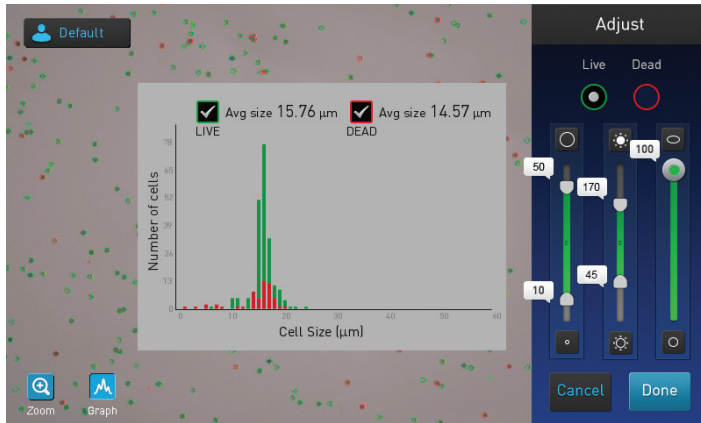 Default
Adjust
Live Dead
Avg size 15.76 µm
LIVE
Avg size 14.57 µm
DEAD
Number of cells
78
65
52
39
26
13
0
0 10 20 30 40 50 60
Cell Size (µm)
100
50
170
45
10
Zoom
Graph
Cancel
Done